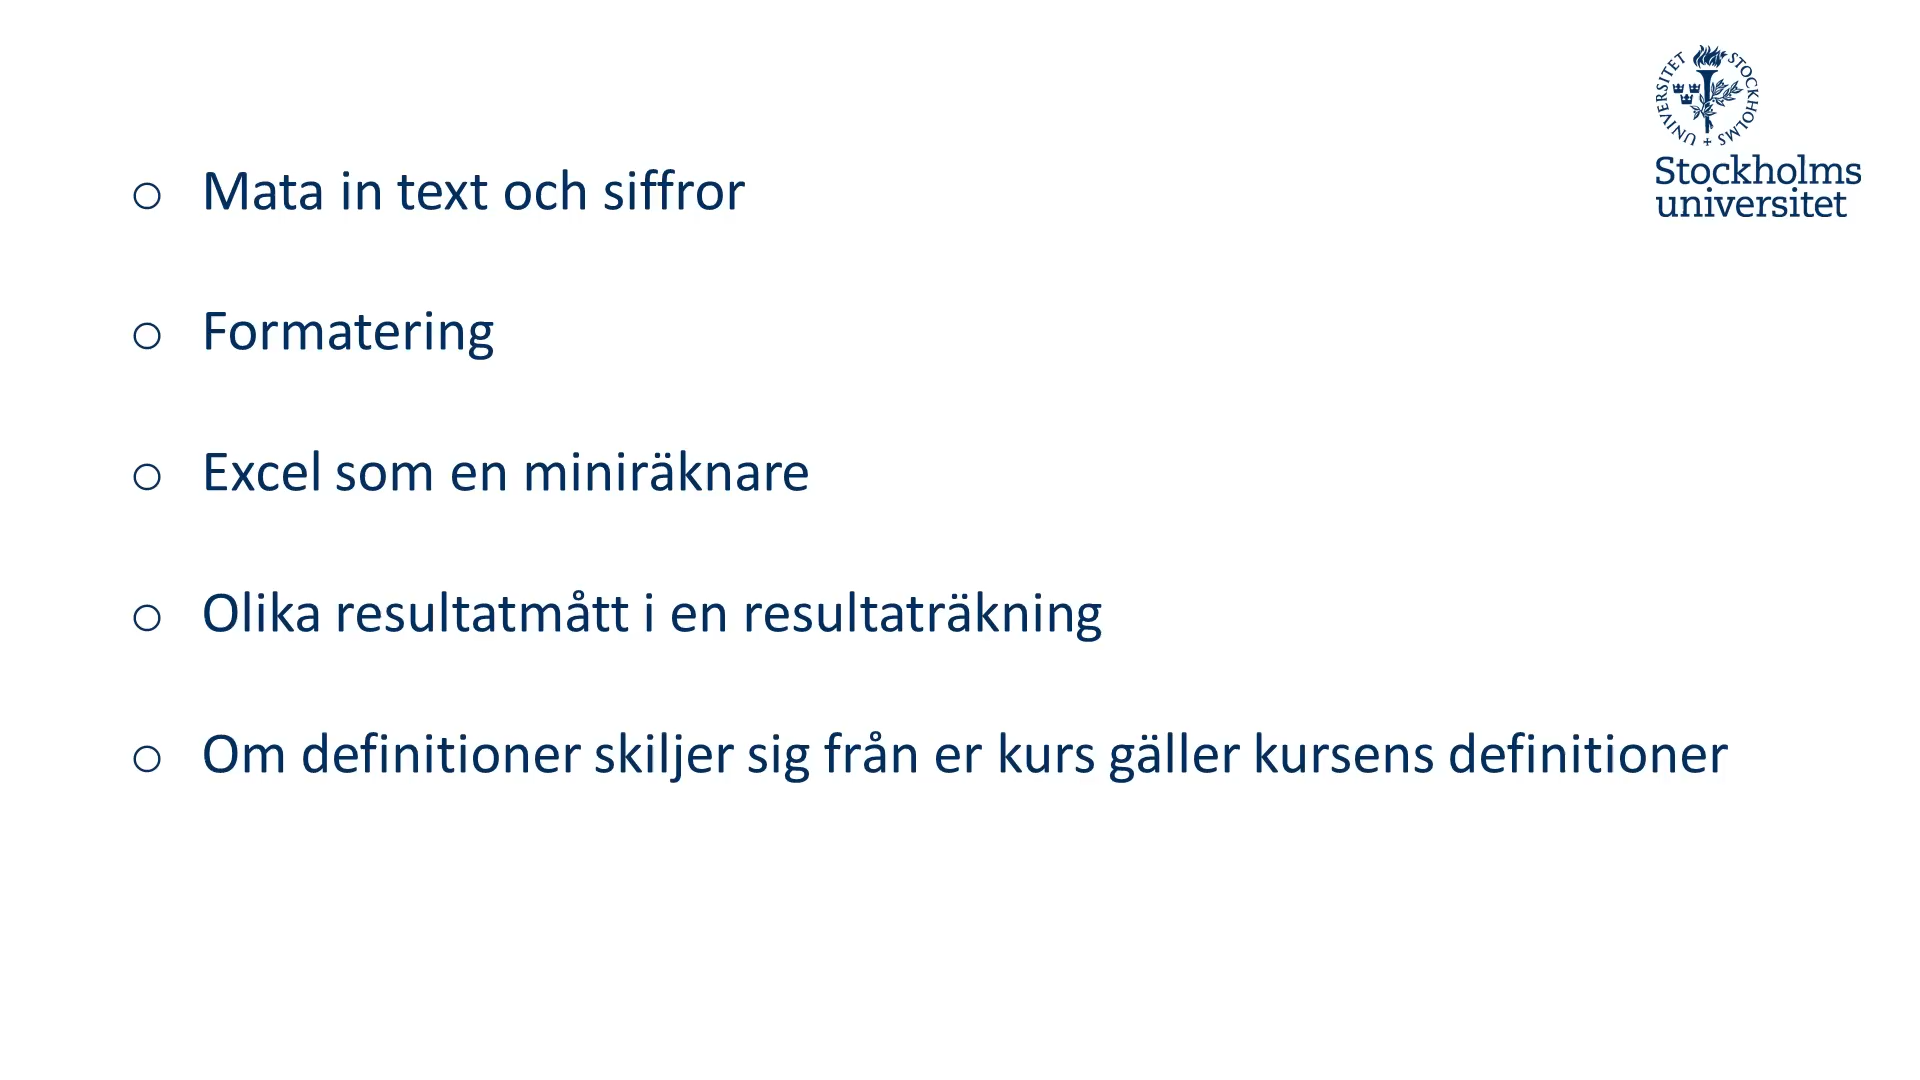 STOCKHOLMS UNIVERSITET
Stockholms
universitet
Mata in text och siffror
Formatering
Excel som en miniräknare
Olika resultatmått i en resultaträkning
Om definitioner skiljer sig från er kurs gäller kursens definitioner